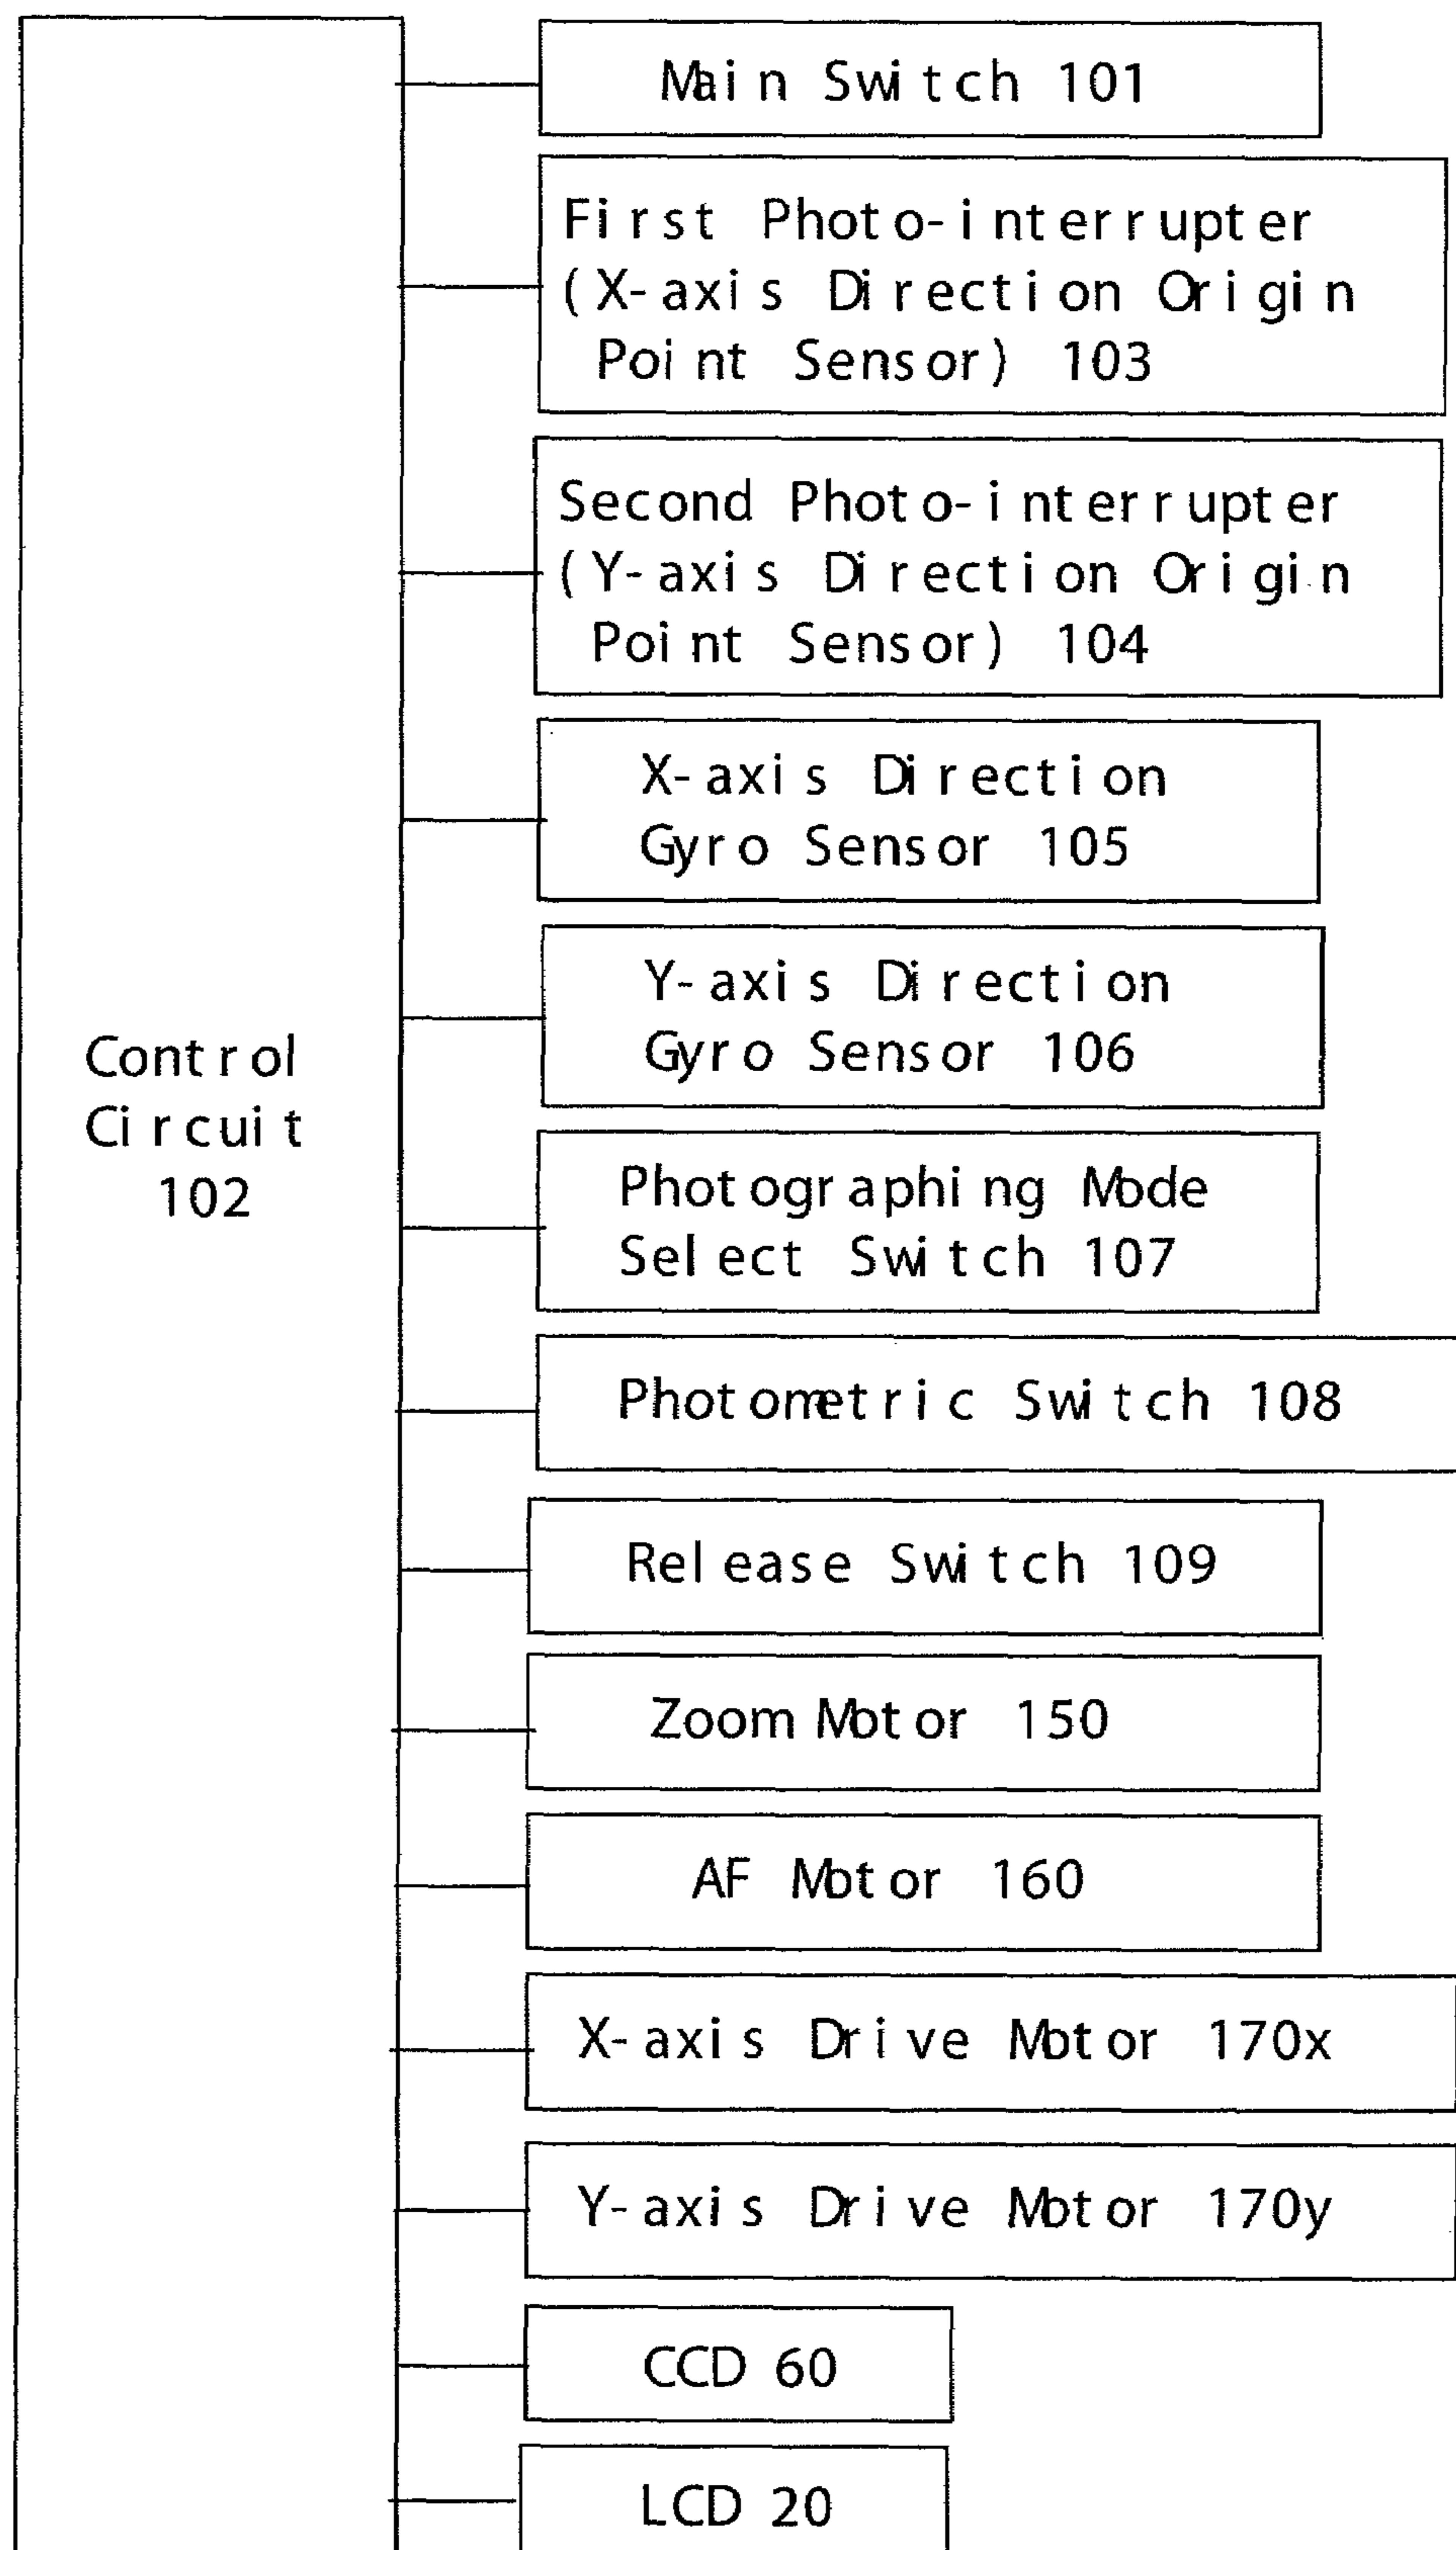 Control
Circuit
102
Main Switch 101
First Photo-interrupter
(X-axis Direction Origin
Point Sensor) 103
Second Photo-interrupter
(Y-axis Direction Origin
Point Sensor) 104
X-axis Direction
Gyro Sensor 105
Y-axis Direction
Gyro Sensor 106
Photographing Mode
Select Switch 107
Photometric Switch 108
Release Switch 109
Zoom Motor 150
AF Motor 160
X-axis Drive Motor 170x
Y-axis Drive Motor 170y
CCD 60
LCD 20